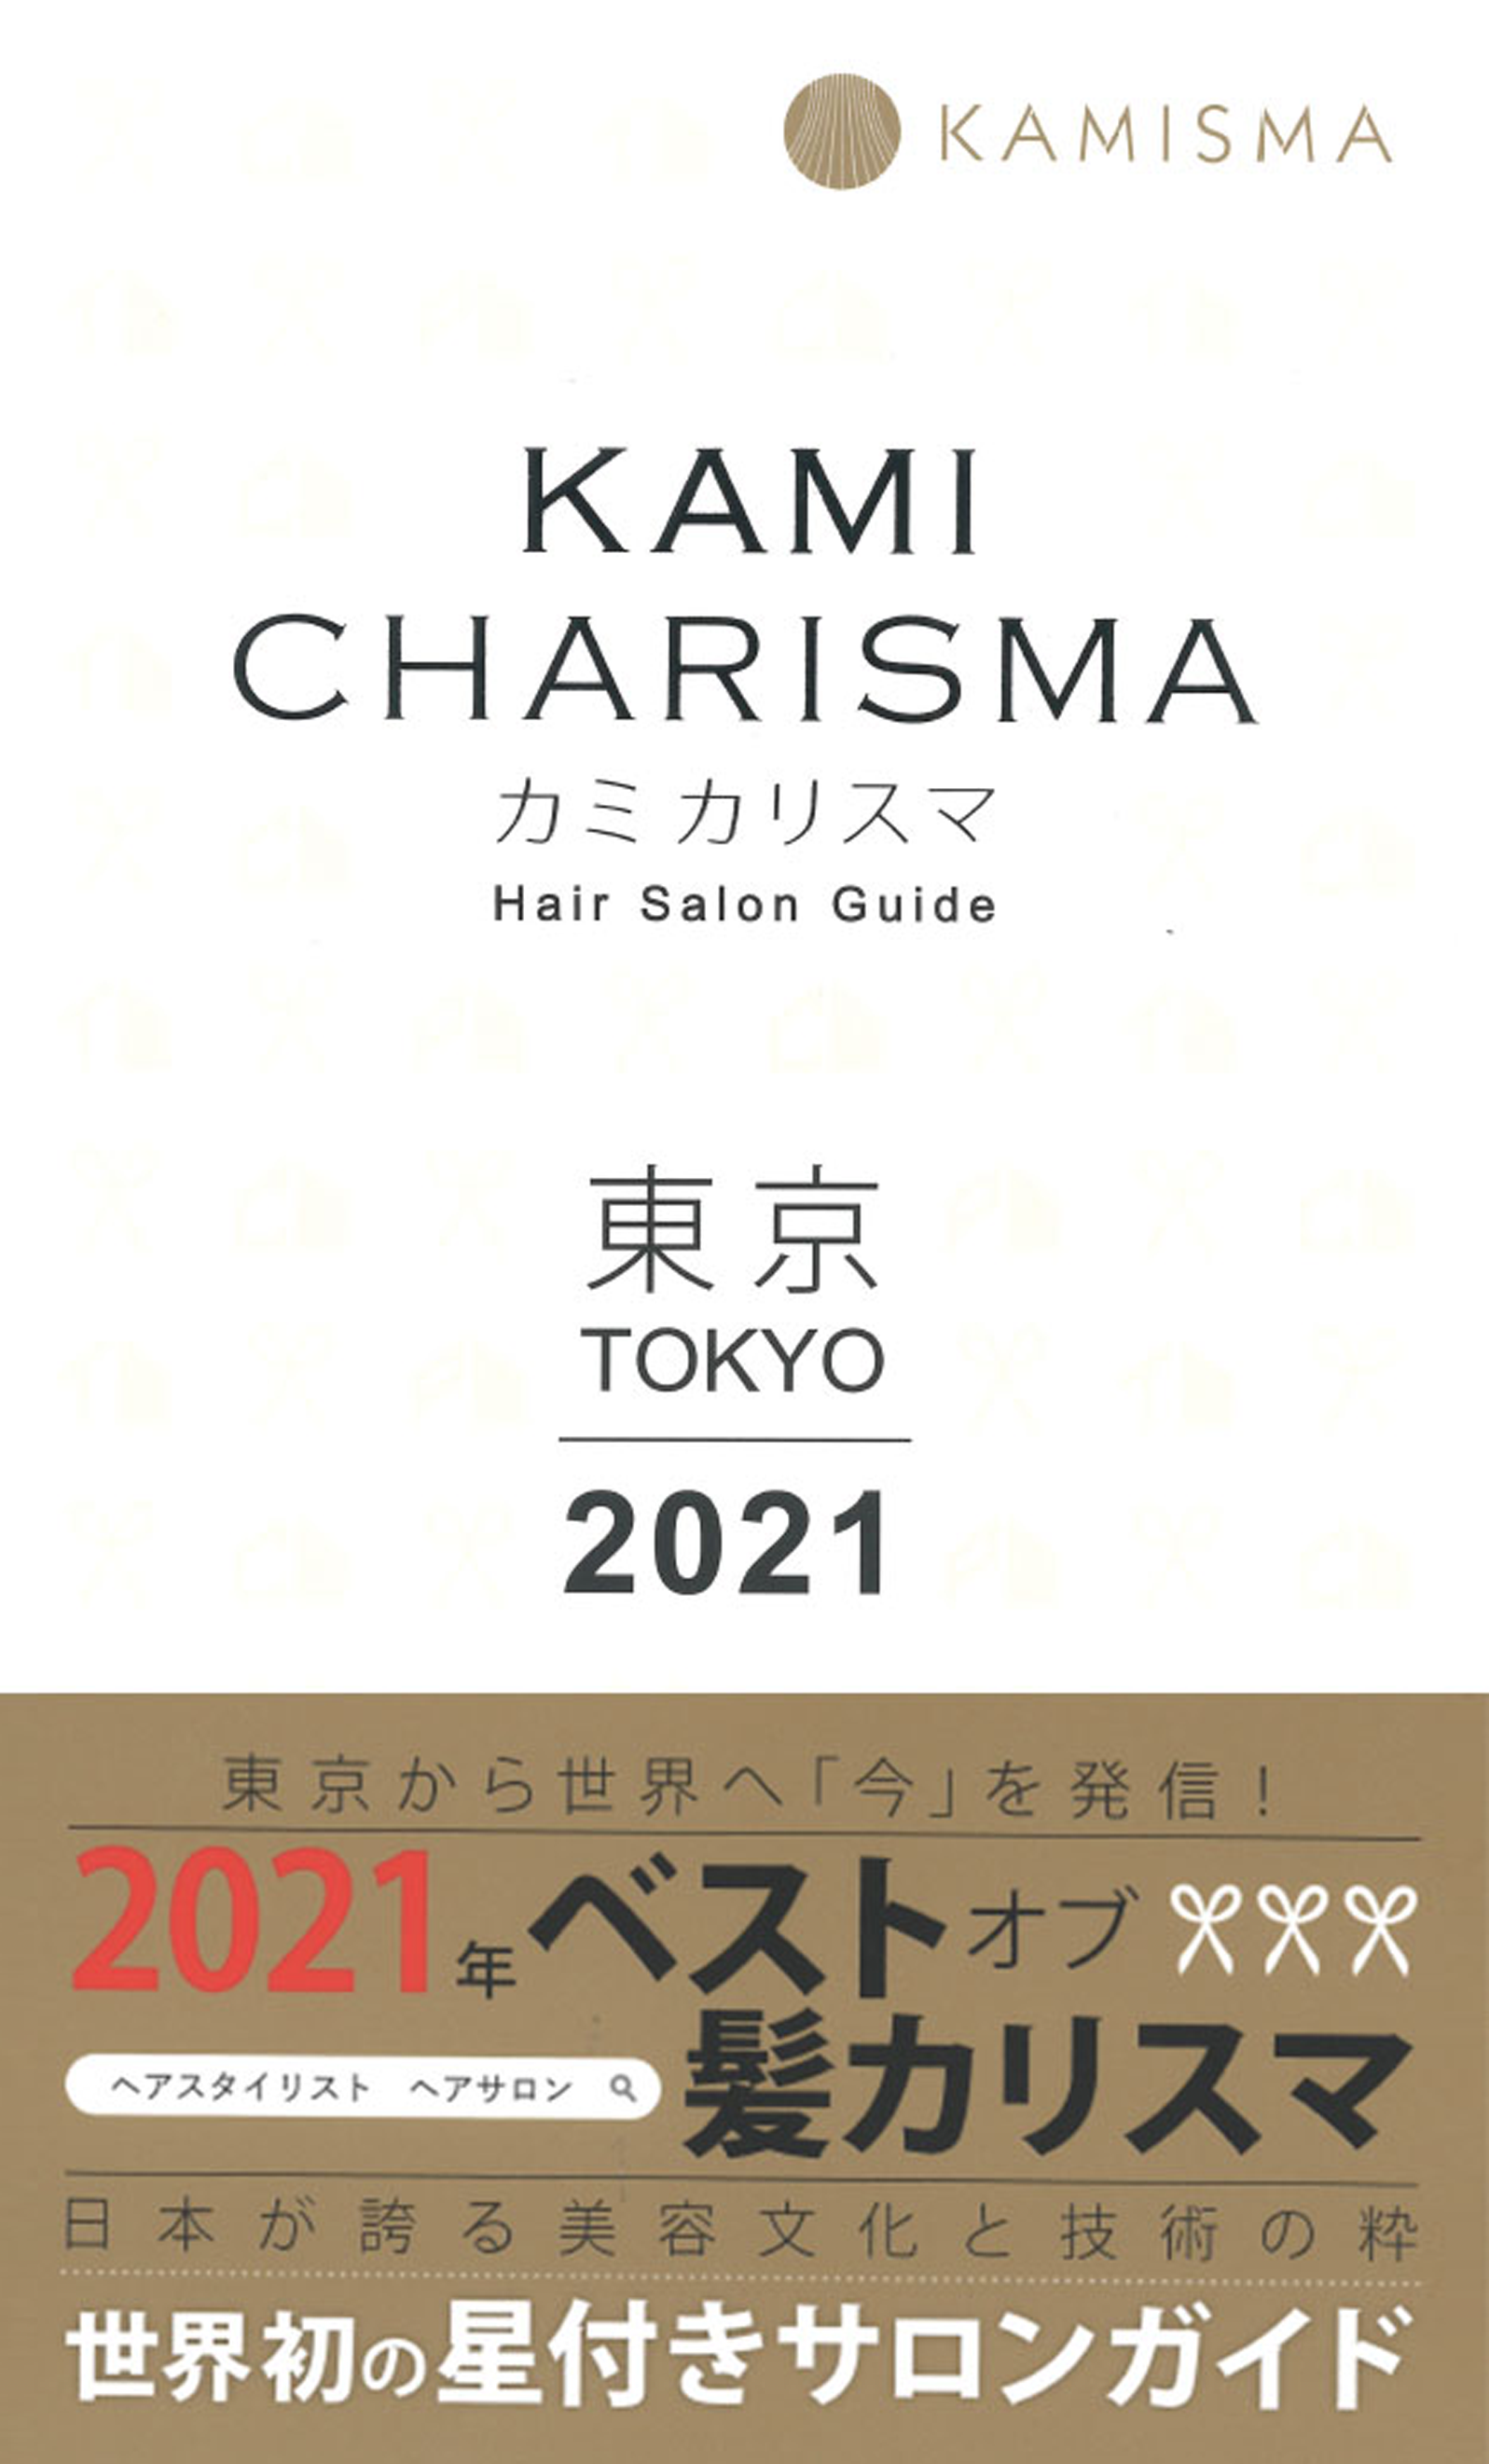 KAMISMA
KAMI
CHARISMA
カミカリスマ
Hair Salon Guide
東京
TOKYO
2021
東京から世界へ「今」を発信！
2021年ベストオブ
髪カリスマ
ヘアスタイリスト ヘアサロン
日本が誇る美容文化と技術の粋
世界初の星付きサロンガイド